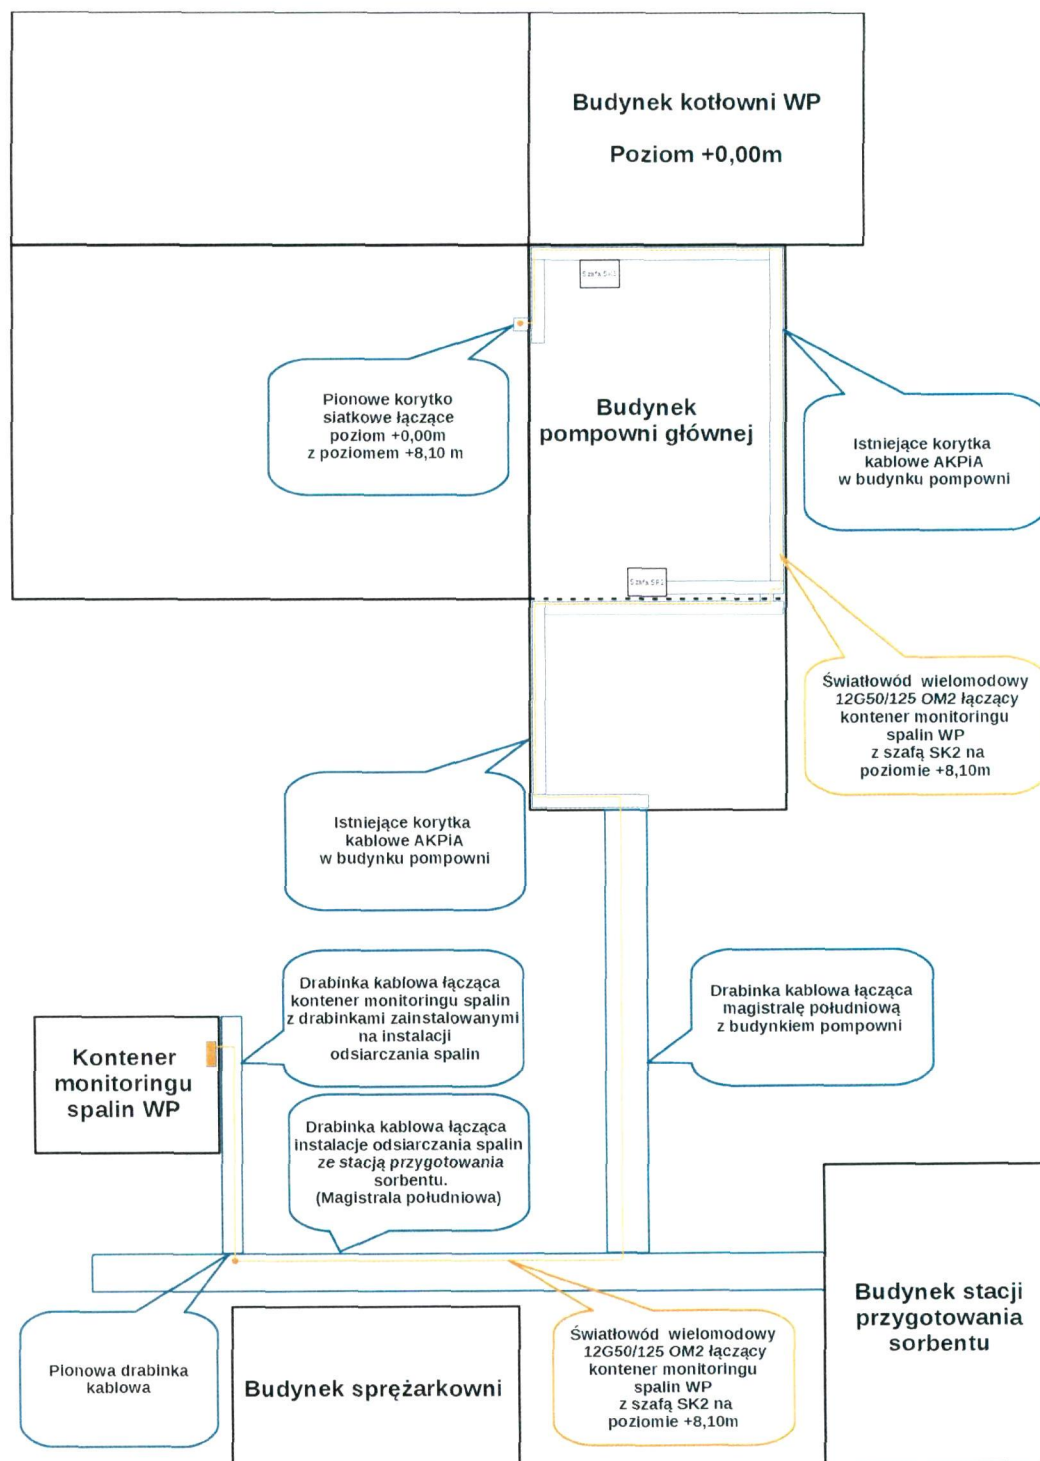 Budynek kotłowni WP
Poziom +0,00m
Pionowe korytko
siatkowe łączące
poziom +0,00m
z poziomem +8,10 m
Budynek
pompowni głównej
Istniejące korytka
kablowe AKPiA
w budynku pompowni
Światłowód wielomodowy
12G50/125 OM2 łączący
kontener monitoringu
spalin WP
z szafą SK2 na
poziomie +8,10m
Istniejące korytka
kablowe AKPiA
w budynku pompowni
Drabinka kablowa łącząca
kontener monitoringu spalin
z drabinkami zainstalowanymi
na instalacji
odsiarczania spalin
Drabinka kablowa łącząca
magistralę południową
z budynkiem pompowni
Kontener
monitoringu
spalin WP
Drabinka kablowa łącząca
instalacje odsiarczania spalin
ze stacją przygotowania
sorbentu.
(Magistrala południowa)
Budynek stacji
przygotowania
sorbentu
Pionowa drabinka
kablowa
Budynek sprężarkowni
Światłowód wielomodowy
12G50/125 OM2 łączący
kontener monitoringu
spalin WP
z szafą SK2 na
poziomie +8,10m